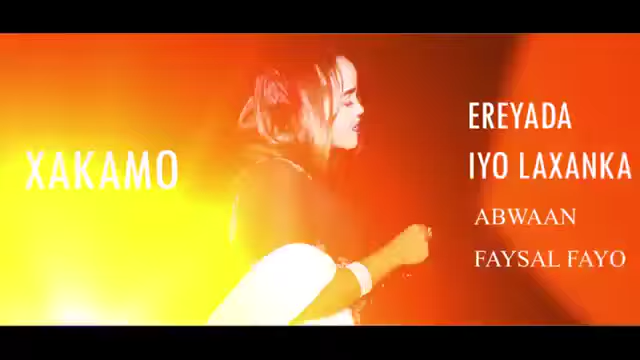 XAKAMO
EREYADA
IYO LAXANKA
ABWAAN
FAYSAL FAYO